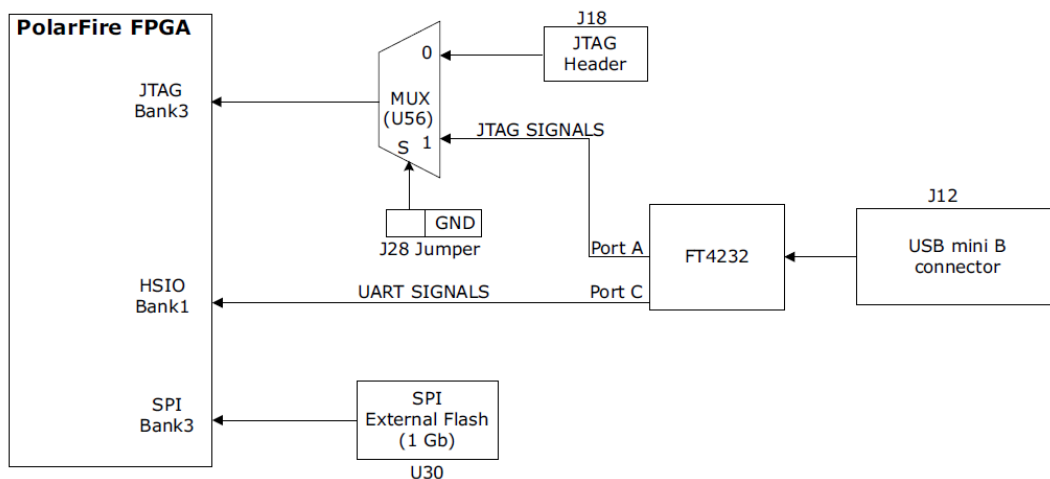 PolarFire FPGA
J18
JTAG
Header
0
JTAG
Bank3
MUX
(U56)
JTAG SIGNALS
S 1
GND
J28 Jumper
J12
Port A
FT4232
USB mini B
connector
HSIO
Bank1
UART SIGNALS
Port C
SPI
Bank3
SPI
External Flash
(1 Gb)
U30